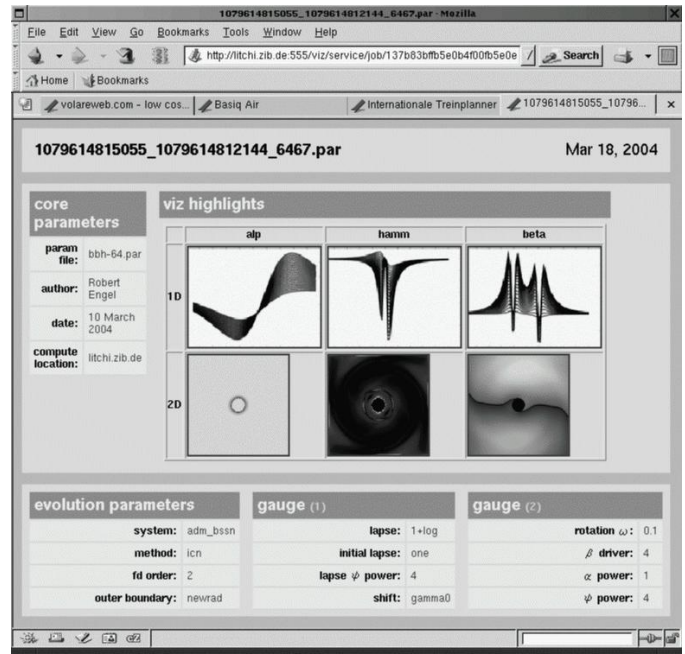 1079614815055_1079614812144_6467.par - Mozilla
File Edit View Go Bookmarks Tools Window Help
http://litchi.zib.de:555/viz/service/job/137b83bffb5e0b4f00fb5e0e Search
Home Bookmarks
volareweb.com - low cos... Basiq Air Internationale Treinplanner 1079614815055_10796...
1079614815055_1079614812144_6467.par Mar 18, 2004
core parameters
param file: bbh-64.par
author: Robert Engel
date: 10 March 2004
compute location: litchi.zib.de
viz highlights
alp hamm beta
1D
2D
evolution parameters
system: adm_bssn
method: icn
fd order: 2
outer boundary: newrad
gauge (1)
lapse: 1+log
initial lapse: one
lapse ψ power: 4
shift: gamma0
gauge (2)
rotation ω: 0.1
β driver: 4
α power: 1
ψ power: 4